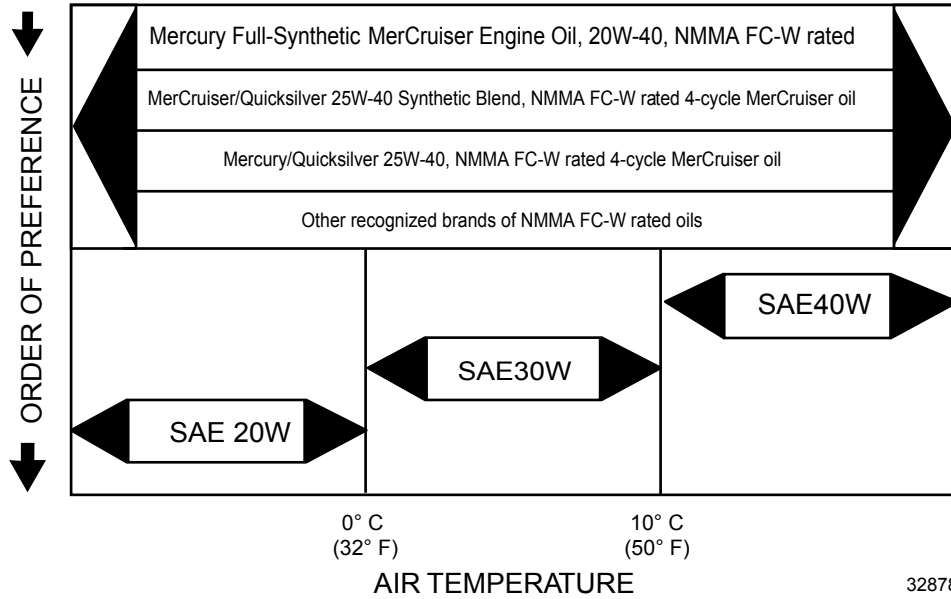 ORDER OF PREFERENCE
Mercury Full-Synthetic MerCruiser Engine Oil, 20W-40, NMMA FC-W rated
MerCruiser/Quicksilver 25W-40 Synthetic Blend, NMMA FC-W rated 4-cycle MerCruiser oil
Mercury/Quicksilver 25W-40, NMMA FC-W rated 4-cycle MerCruiser oil
Other recognized brands of NMMA FC-W rated oils
SAE40W
SAE30W
SAE 20W
0° C
(32° F)
10° C
(50° F)
AIR TEMPERATURE
32878